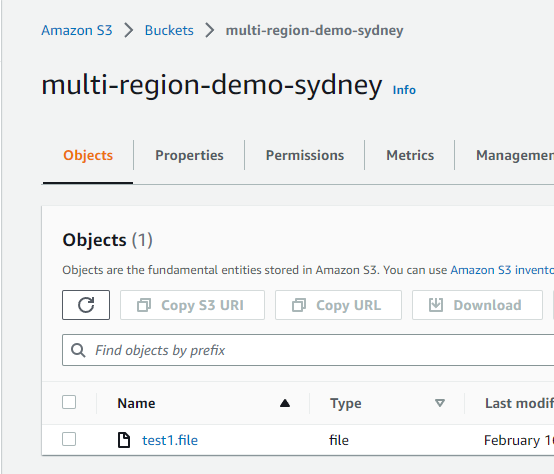 Amazon S3 > Buckets > multi-region-demo-sydney
multi-region-demo-sydney Info
Objects Properties Permissions Metrics Managemen
Objects (1)
Objects are the fundamental entities stored in Amazon S3. You can use Amazon S3 invento
Copy S3 URI Copy URL Download
Find objects by prefix
Name Type Last modif
test1.file file February 16